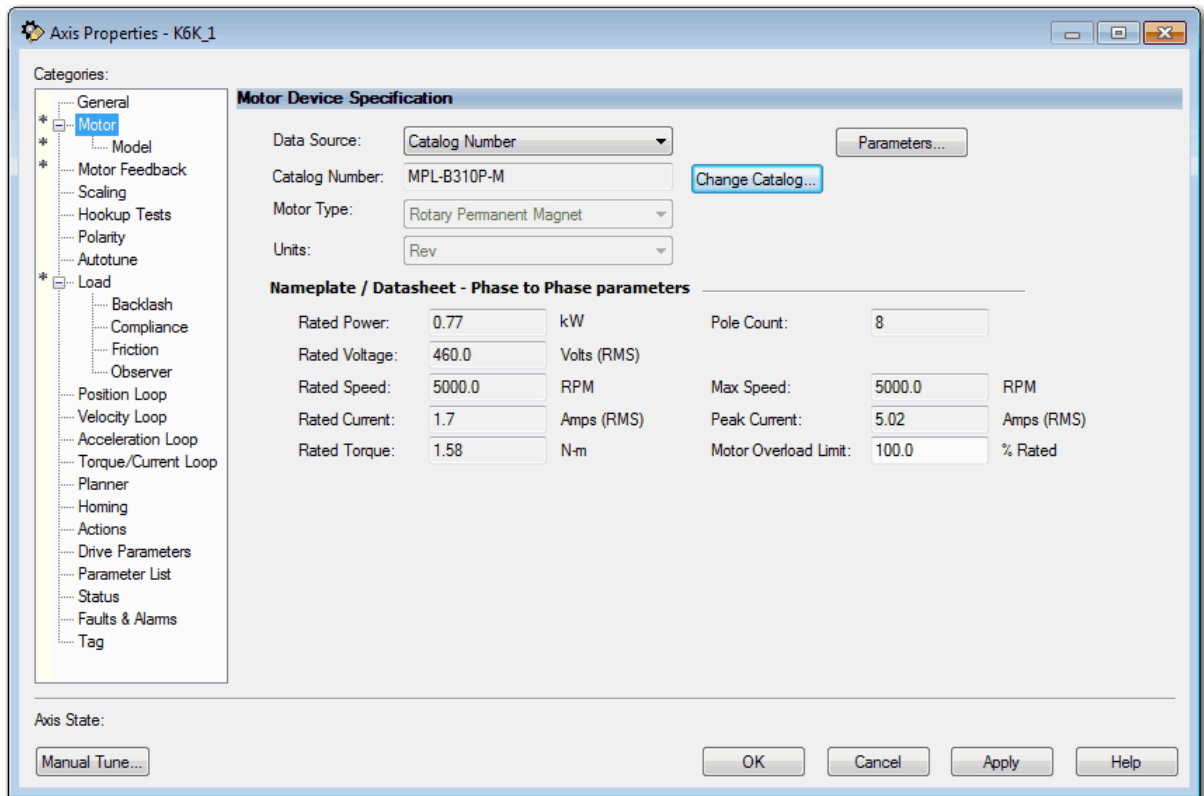 Axis Properties - K6K_1
Categories:
General
* Motor
* Model
* Motor Feedback
Scaling
Hookup Tests
Polarity
Autotune
* Load
Backlash
Compliance
Friction
Observer
Position Loop
Velocity Loop
Acceleration Loop
Torque/Current Loop
Planner
Homing
Actions
Drive Parameters
Parameter List
Status
Faults & Alarms
Tag
Motor Device Specification
Data Source: Catalog Number Parameters...
Catalog Number: MPL-B310P-M Change Catalog...
Motor Type: Rotary Permanent Magnet
Units: Rev
Nameplate / Datasheet - Phase to Phase parameters
Rated Power: 0.77 kW Pole Count: 8
Rated Voltage: 460.0 Volts (RMS)
Rated Speed: 5000.0 RPM Max Speed: 5000.0 RPM
Rated Current: 1.7 Amps (RMS) Peak Current: 5.02 Amps (RMS)
Rated Torque: 1.58 N-m Motor Overload Limit: 100.0 % Rated
Axis State:
Manual Tune... OK Cancel Apply Help